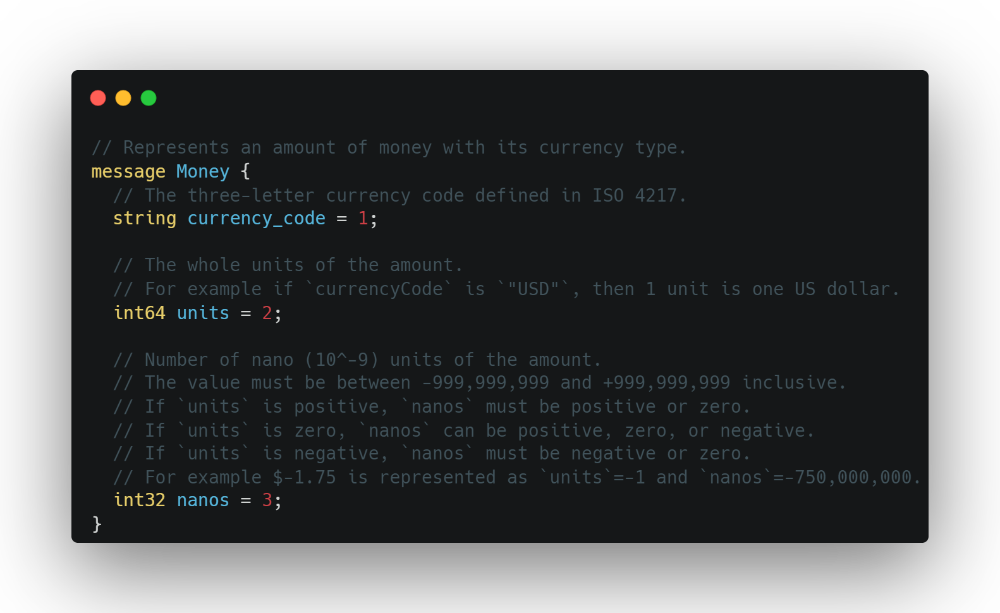 // Represents an amount of money with its currency type.
message Money {
  // The three-letter currency code defined in ISO 4217.
  string currency_code = 1;

  // The whole units of the amount.
  // For example if `currencyCode` is `"USD"`, then 1 unit is one US dollar.
  int64 units = 2;

  // Number of nano (10^-9) units of the amount.
  // The value must be between -999,999,999 and +999,999,999 inclusive.
  // If `units` is positive, `nanos` must be positive or zero.
  // If `units` is zero, `nanos` can be positive, zero, or negative.
  // If `units` is negative, `nanos` must be negative or zero.
  // For example $-1.75 is represented as `units`=-1 and `nanos`=-750,000,000.
  int32 nanos = 3;
}